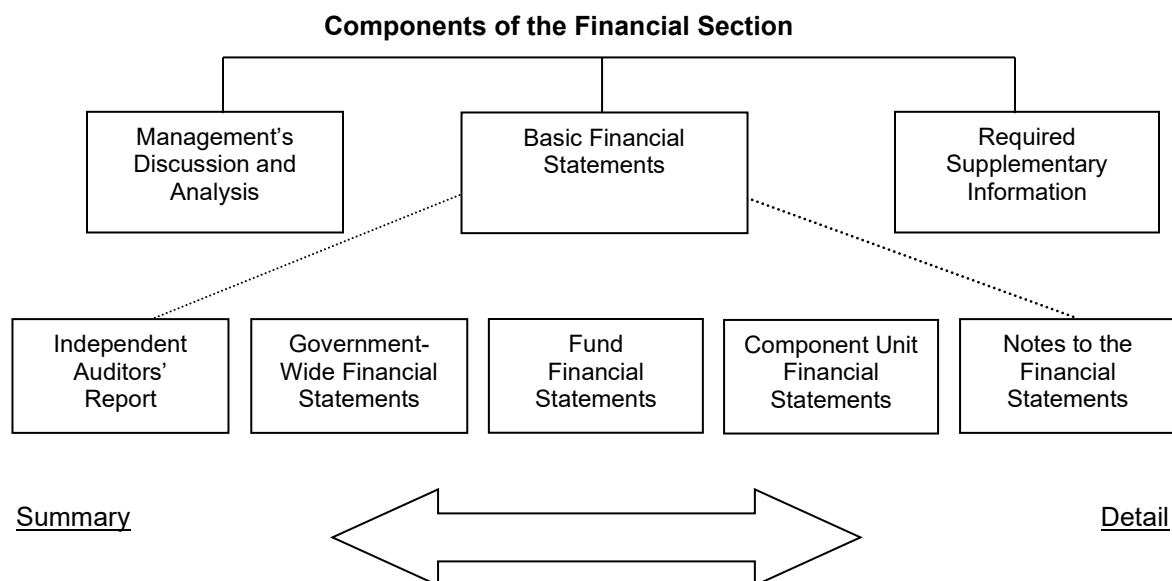 Components of the Financial Section
Management’s
Discussion and
Analysis
Basic Financial
Statements
Required
Supplementary
Information
Independent
Auditors’
Report
Government-
Wide Financial
Statements
Fund
Financial
Statements
Component Unit
Financial
Statements
Notes to the
Financial
Statements
Summary
Detail